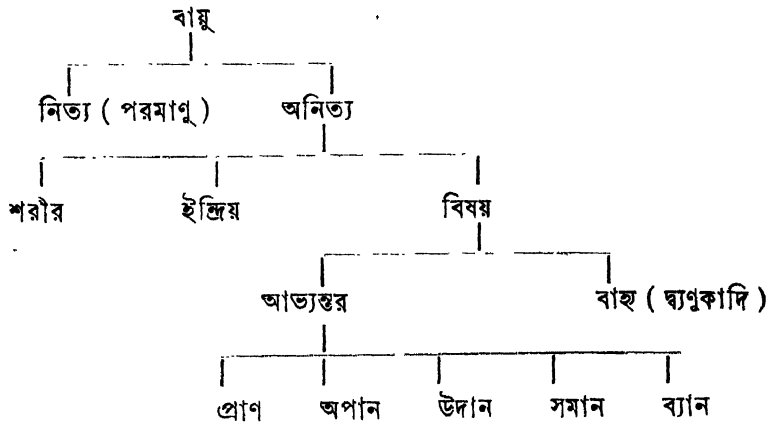 বায়ু
নিত্য ( পরমাণু ) অনিত্য
শরীর ইন্দ্রিয় বিষয়
আভ্যন্তর বাহ্য ( দ্ব্যণুকাদি )
প্রাণ অপান উদান সমান ব্যান